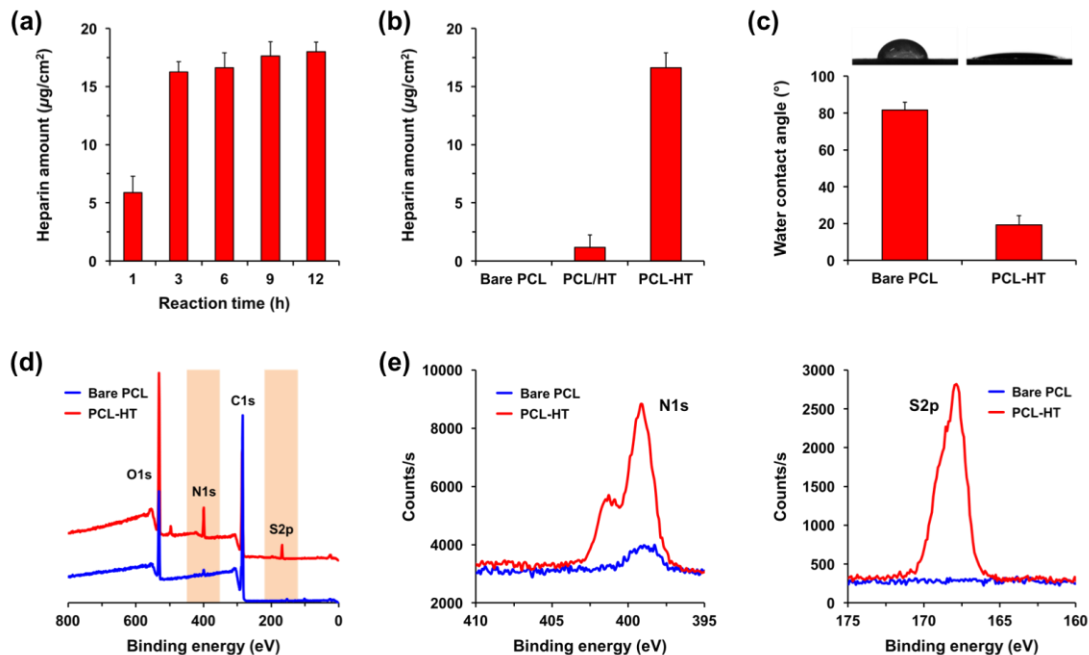 (a)
Heparin amount (µg/cm²)
20
15
10
5
0
1 3 6 9 12
Reaction time (h)
(b)
Heparin amount (µg/cm²)
20
15
10
5
0
Bare PCL PCL/HT PCL-HT
(c)
Water contact angle (°)
100
80
60
40
20
0
Bare PCL PCL-HT
(d)
Bare PCL
PCL-HT
C1s
O1s
N1s
S2p
800 600 400 200 0
Binding energy (eV)
(e)
Counts/s
10000
8000
6000
4000
2000
Bare PCL
PCL-HT
N1s
410 405 400 395
Binding energy (eV)
Counts/s
3000
2500
2000
1500
1000
500
0
S2p
Bare PCL
PCL-HT
175 170 165 160
Binding energy (eV)